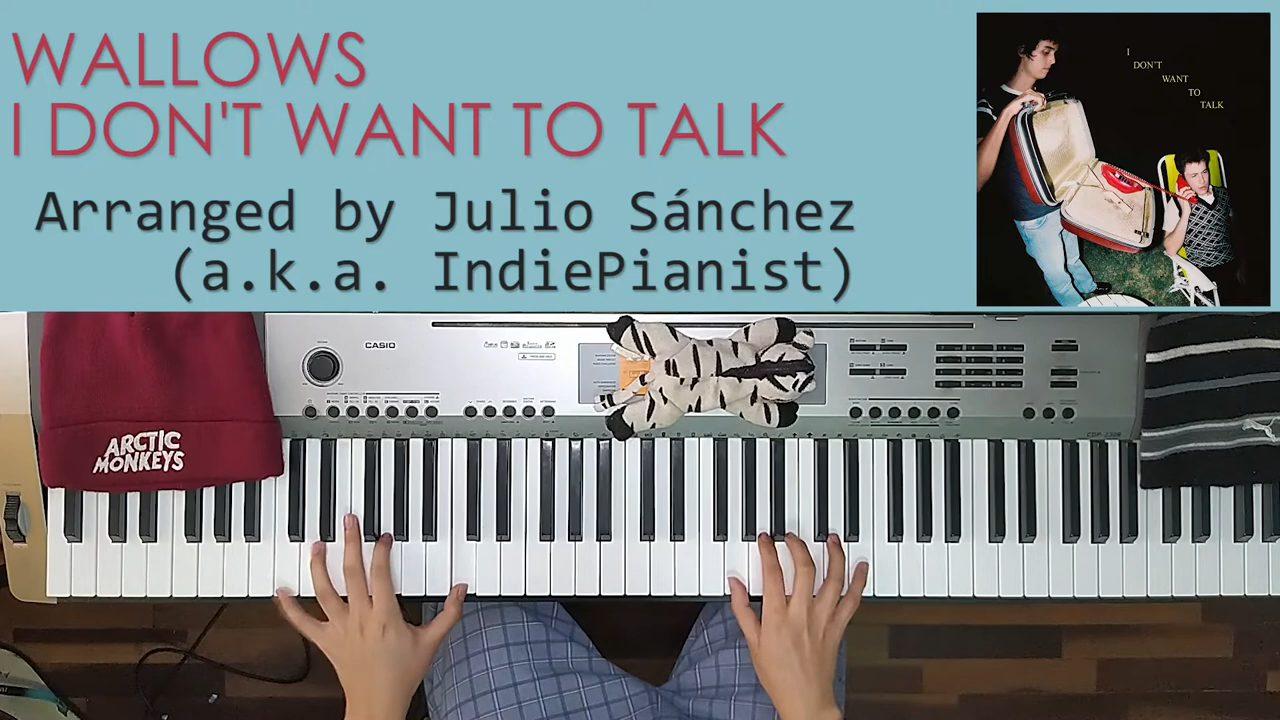 WALLOWS
I DON'T WANT TO TALK
Arranged by Julio Sánchez
(a.k.a. IndiePianist)
I
DON'T
WANT
TO
TALK
CASIO
ARCTIC
MONKEYS